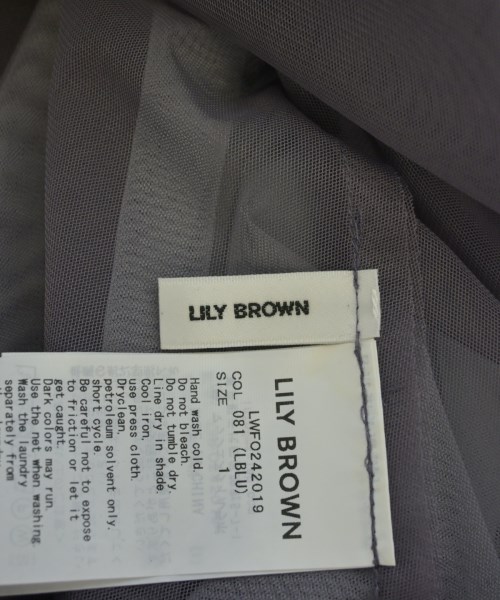 LILY BROWN
LILY BROWN
LWFO242019
COL 081 (LBLU)
SIZE 1
Hand wash cold.
Do not bleach.
Do not tumble dry.
Line dry in shade.
Cool iron.
use press cloth.
Dryclean.
petroleum solvent only.
short cycle.
Be careful not to expose
to friction or let it
get caught.
Dark colors may run.
Use the net when washing.
Wash the laundry
separately from